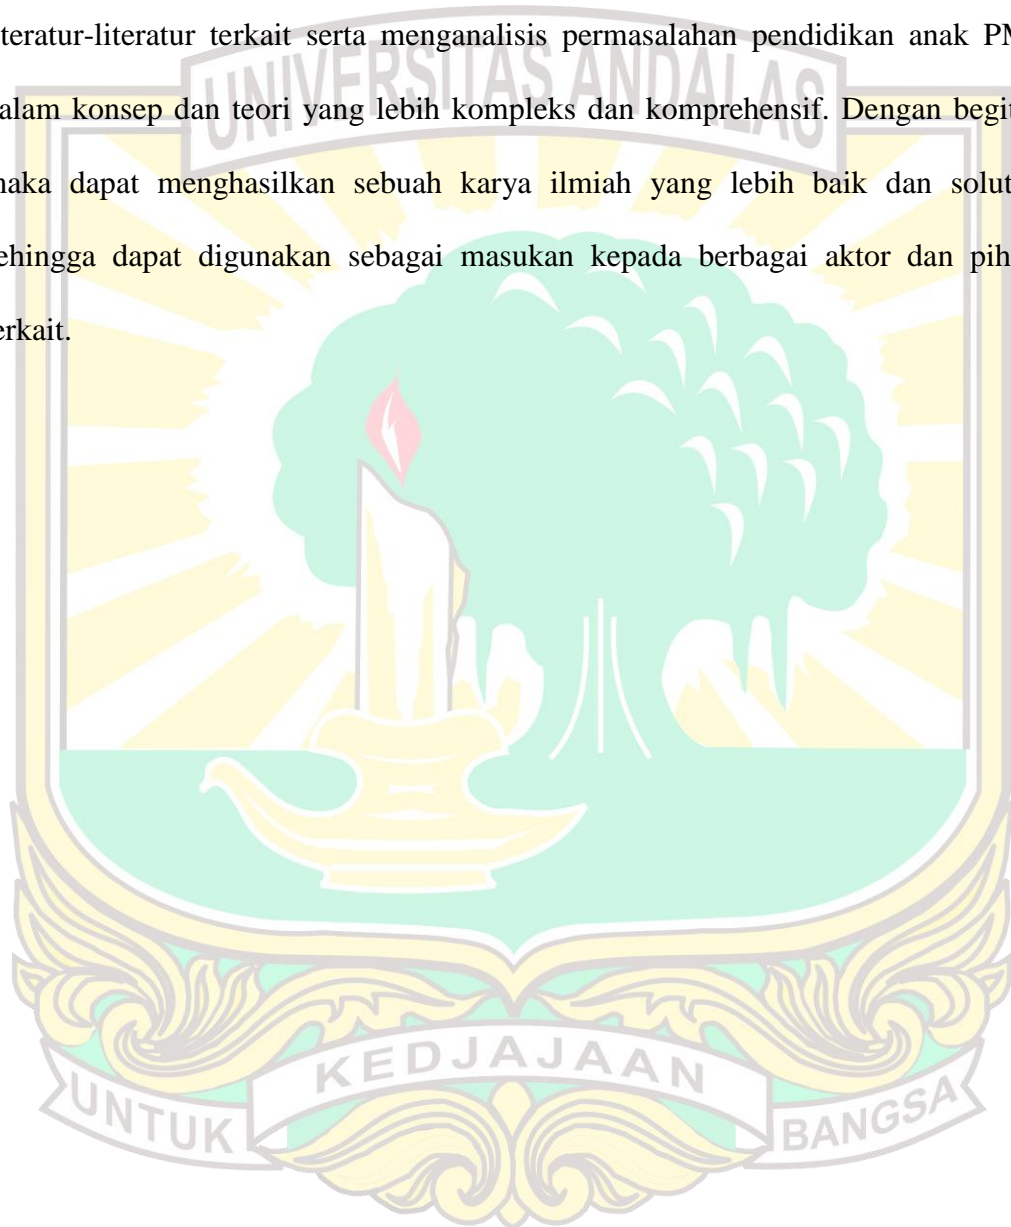 teratur-literatur terkait serta menganalisis permasalahan pendidikan anak PM
UNIVERSITAS ANDALAS
alam konsep dan teori yang lebih kompleks dan komprehensif. Dengan begit
maka dapat menghasilkan sebuah karya ilmiah yang lebih baik dan solut
ehingga dapat digunakan sebagai masukan kepada berbagai aktor dan pih
erkait.
UNTUK KEDJAJAAN BANGSA